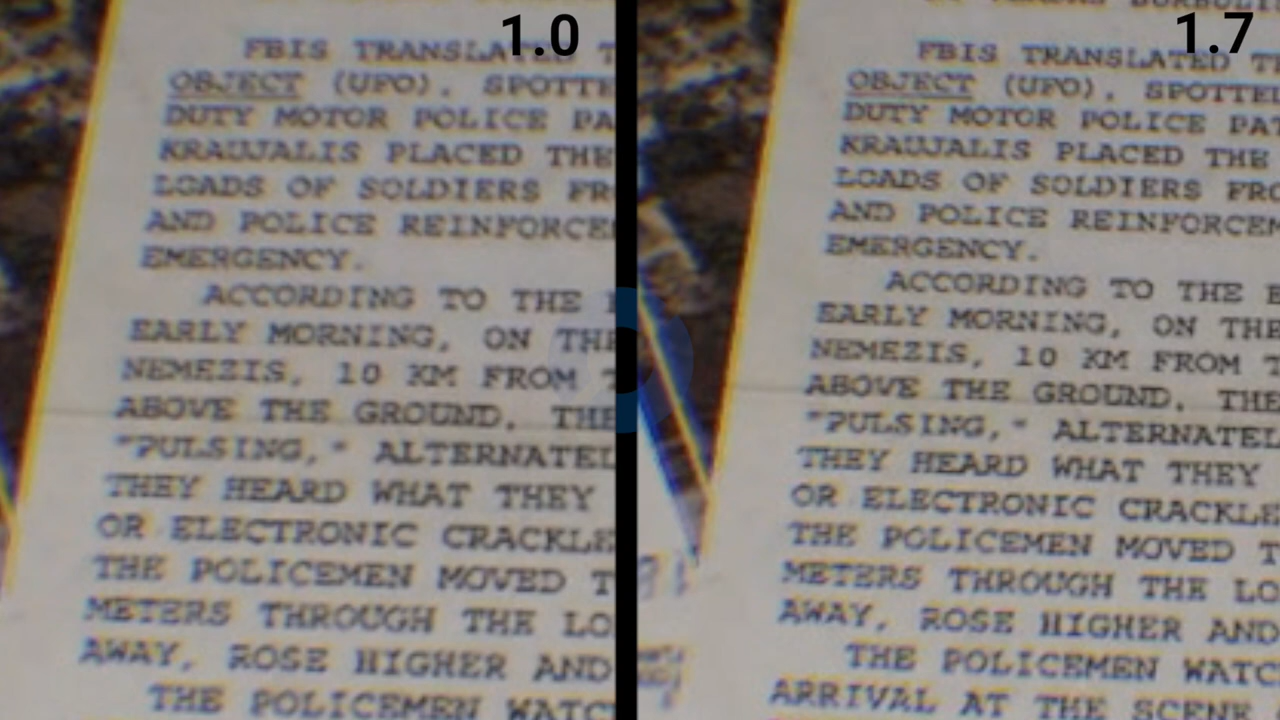 1.0
FBIS TRANSLATED T
OBJECT (UFO), SPOTTE
DUTY MOTOR POLICE PA
KRAUJALIS PLACED THE
LOADS OF SOLDIERS FR
AND POLICE REINFORCE
EMERGENCY.
ACCORDING TO THE
EARLY MORNING, ON THE
NEMEZIS, 10 KM FROM T
ABOVE THE GROUND. THE
"PULSING," ALTERNATEL
THEY HEARD WHAT THEY
OR ELECTRONIC CRACKLE
THE POLICEMEN MOVED T
METERS THROUGH THE LO
AWAY, ROSE HIGHER AND
THE POLICEMEN WATC
1.7
FBIS TRANSLATED TE
OBJECT (UFO), SPOTTE
DUTY MOTOR POLICE PAT
KRAUJALIS PLACED THE
LOADS OF SOLDIERS FRO
AND POLICE REINFORCEM
EMERGENCY.
ACCORDING TO THE E
EARLY MORNING, ON THE
NEMEZIS, 10 KM FROM T
ABOVE THE GROUND. THE
"PULSING," ALTERNATEL
THEY HEARD WHAT THEY
OR ELECTRONIC CRACKLE
THE POLICEMEN MOVED T
METERS THROUGH THE LO
AWAY, ROSE HIGHER AND
THE POLICEMEN WATC
ARRIVAL AT THE SCENE